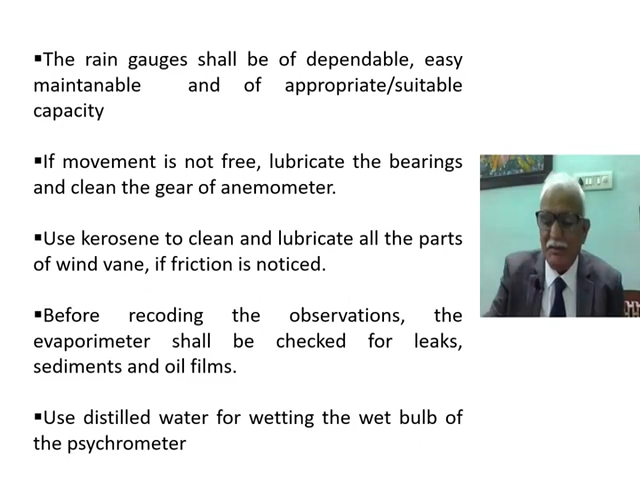 ▪The rain gauges shall be of dependable, easy
maintanable and of appropriate/suitable
capacity
▪If movement is not free, lubricate the bearings
and clean the gear of anemometer.
▪Use kerosene to clean and lubricate all the parts
of wind vane, if friction is noticed.
▪Before recoding the observations, the
evaporimeter shall be checked for leaks,
sediments and oil films.
▪Use distilled water for wetting the wet bulb of
the psychrometer